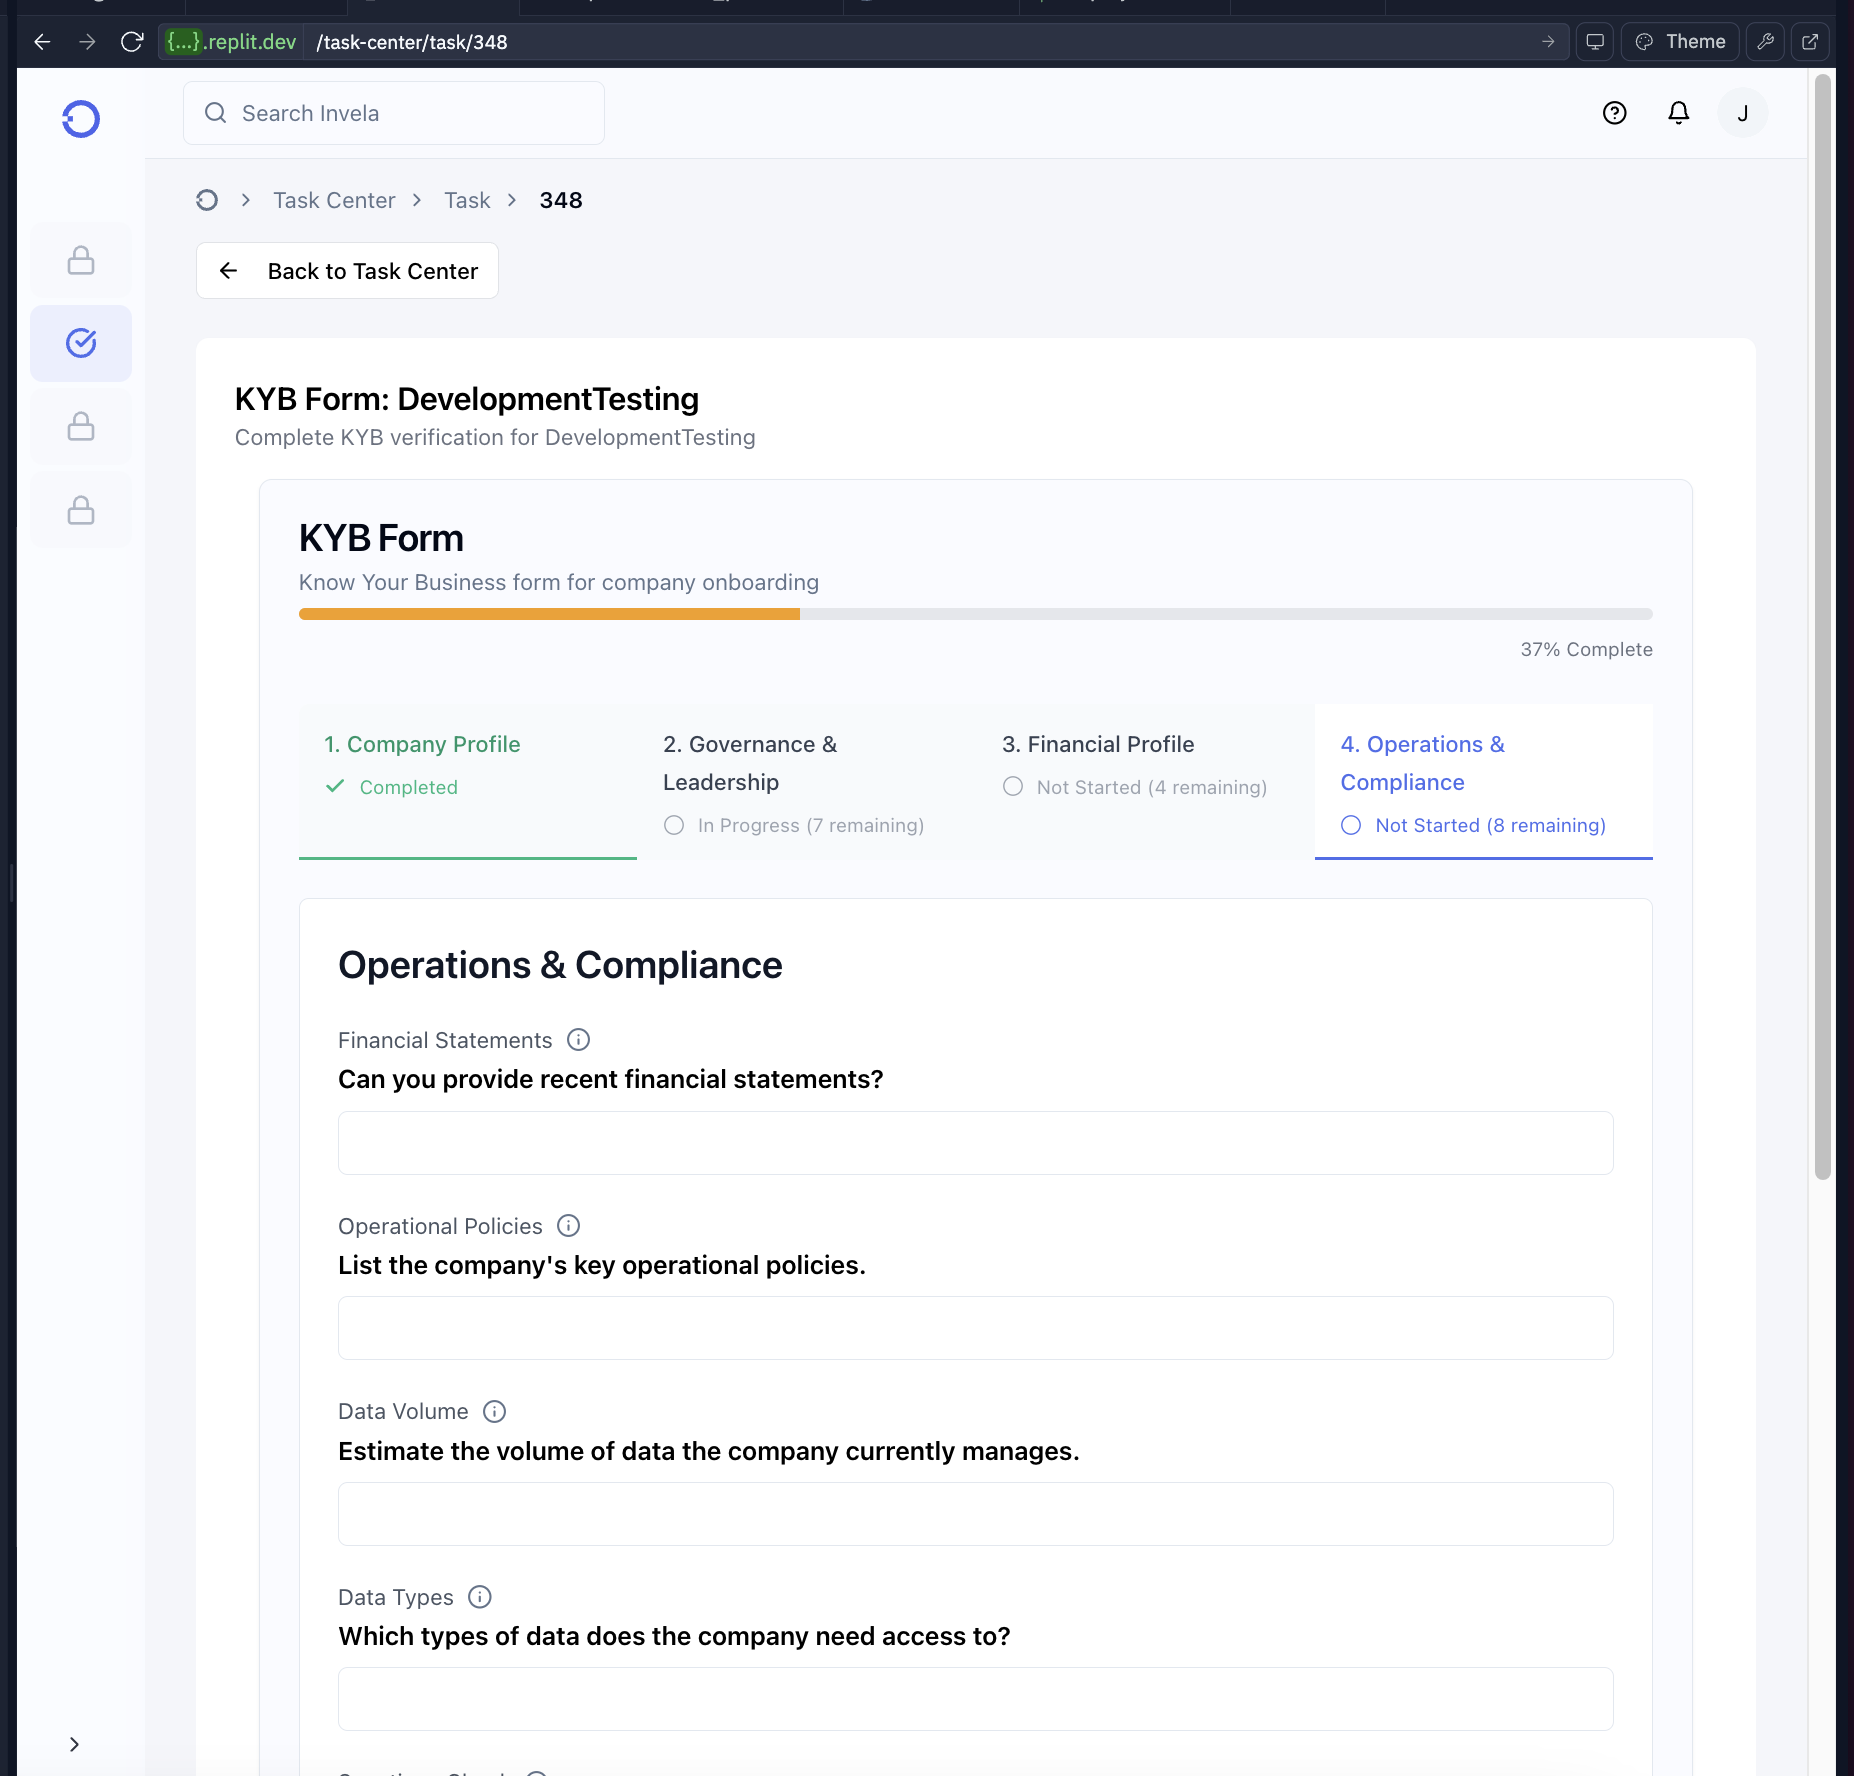 {...}.replit.dev /task-center/task/348
Theme
Search Invela
J
Task Center > Task > 348
Back to Task Center
KYB Form: DevelopmentTesting
Complete KYB verification for DevelopmentTesting
KYB Form
Know Your Business form for company onboarding
37% Complete
1. Company Profile
Completed
2. Governance &
Leadership
In Progress (7 remaining)
3. Financial Profile
Not Started (4 remaining)
4. Operations &
Compliance
Not Started (8 remaining)
Operations & Compliance
Financial Statements
Can you provide recent financial statements?
Operational Policies
List the company's key operational policies.
Data Volume
Estimate the volume of data the company currently manages.
Data Types
Which types of data does the company need access to?